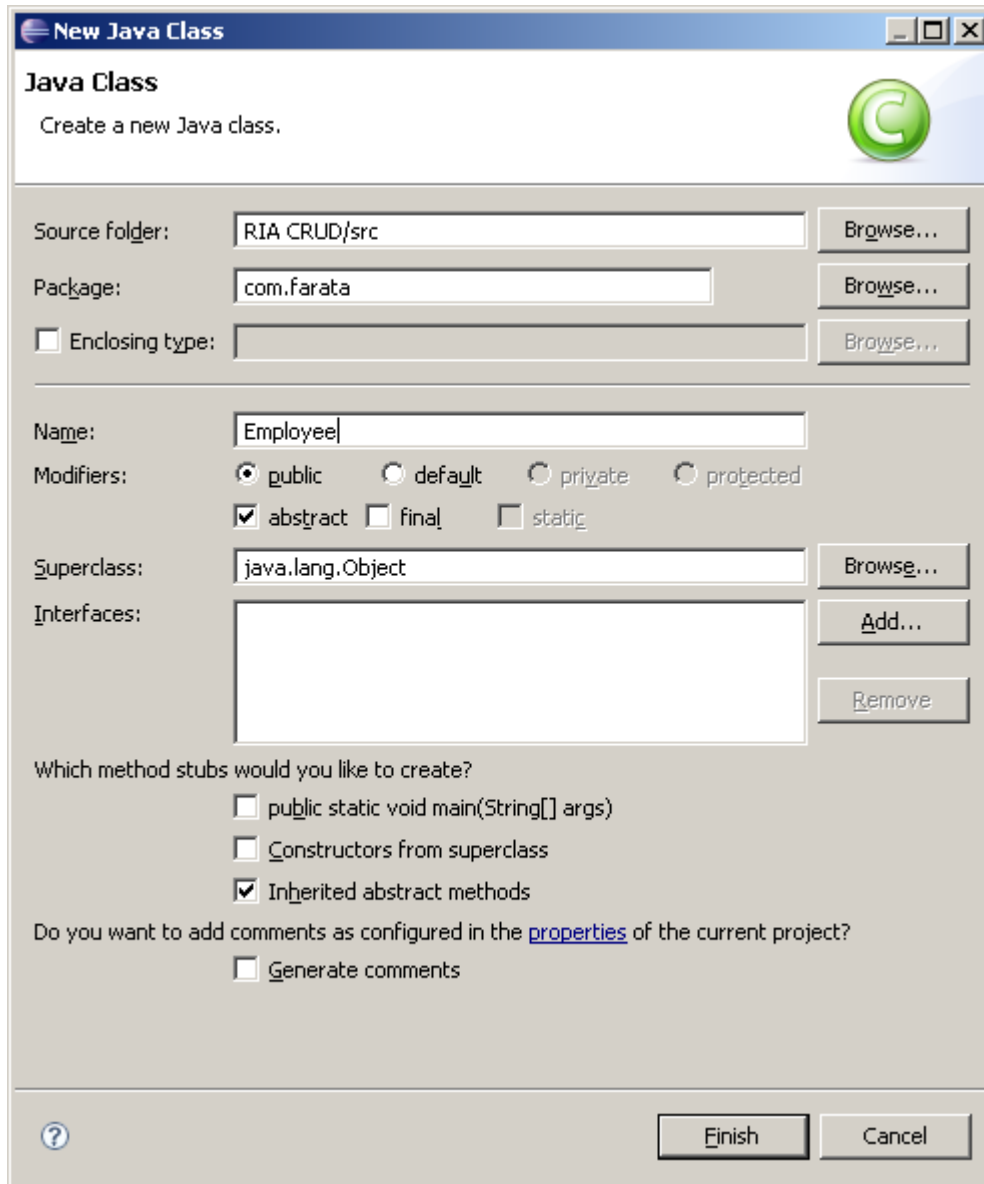 New Java Class
Java Class
Create a new Java class.
Source folder: RIA CRUD/src Browse...
Package: com.farata Browse...
Enclosing type: Browse...
Name: Employee
Modifiers: public default private protected
abstract final static
Superclass: java.lang.Object Browse...
Interfaces: Add...
Remove
Which method stubs would you like to create?
public static void main(String[] args)
Constructors from superclass
Inherited abstract methods
Do you want to add comments as configured in the properties of the current project?
Generate comments
Finish Cancel